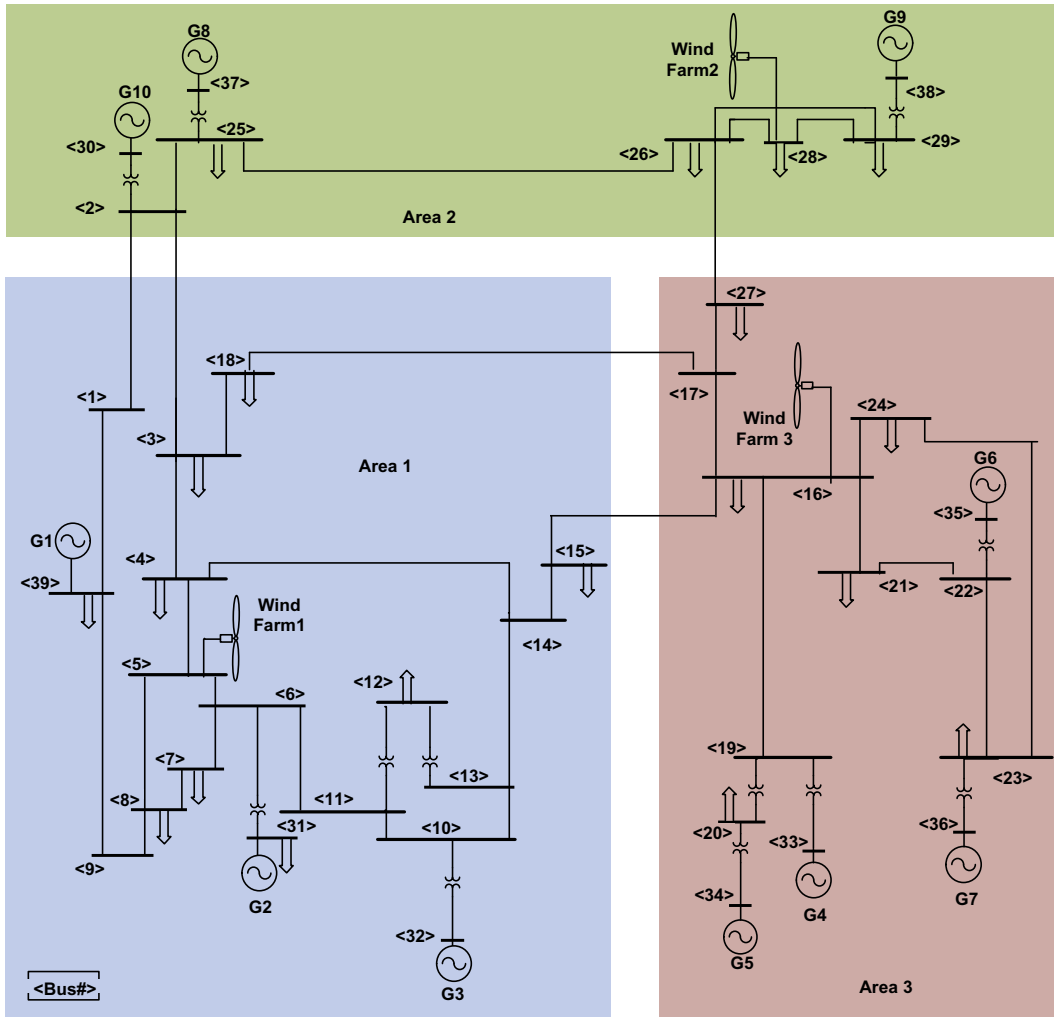 G8
<37>
G10
<25>
<30>
<2>
Wind
Farm2
G9
<38>
<26>
<28>
<29>
Area 2
<18>
<1>
<3>
Area 1
G1
<4>
<39>
<15>
Wind
Farm1
<14>
<5>
<6>
<12>
<7>
<13>
<8>
<11>
<31>
<10>
<9>
G2
<32>
G3
<Bus#>
<27>
<17>
<24>
Wind
Farm 3
<16>
G6
<35>
<21>
<22>
<19>
<23>
<20>
<33>
<36>
<34>
G4
G7
G5
Area 3